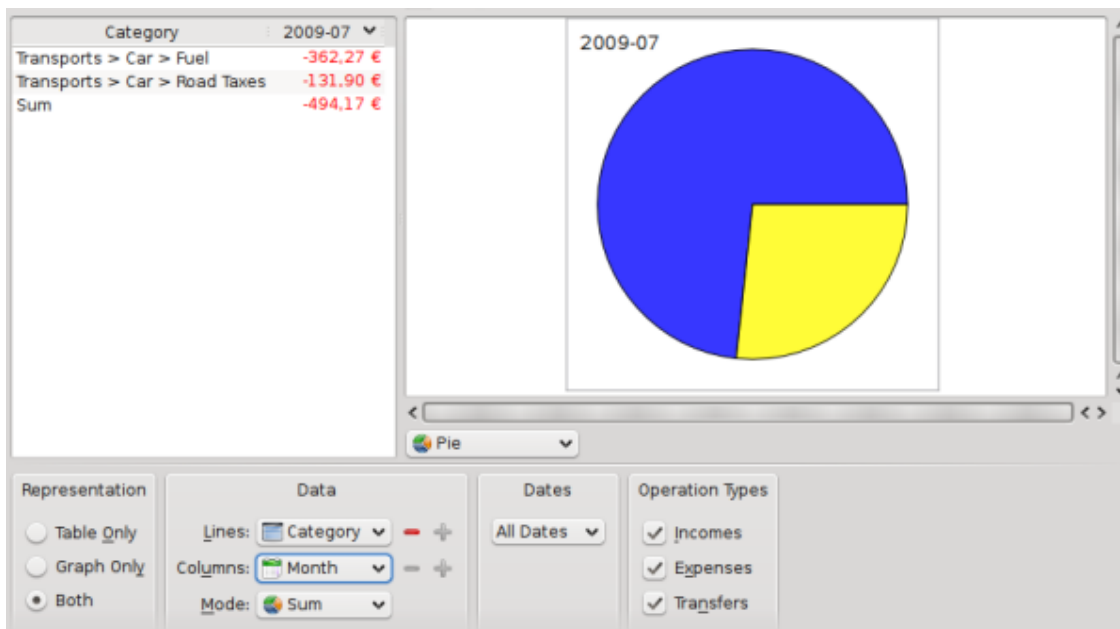 Category 2009-07
Transports > Car > Fuel -362,27 €
Transports > Car > Road Taxes -131,90 €
Sum -494,17 €
2009-07
Pie
Representation
Table Only
Graph Only
Both
Data
Lines: Category
Columns: Month
Mode: Sum
Dates
All Dates
Operation Types
Incomes
Expenses
Transfers